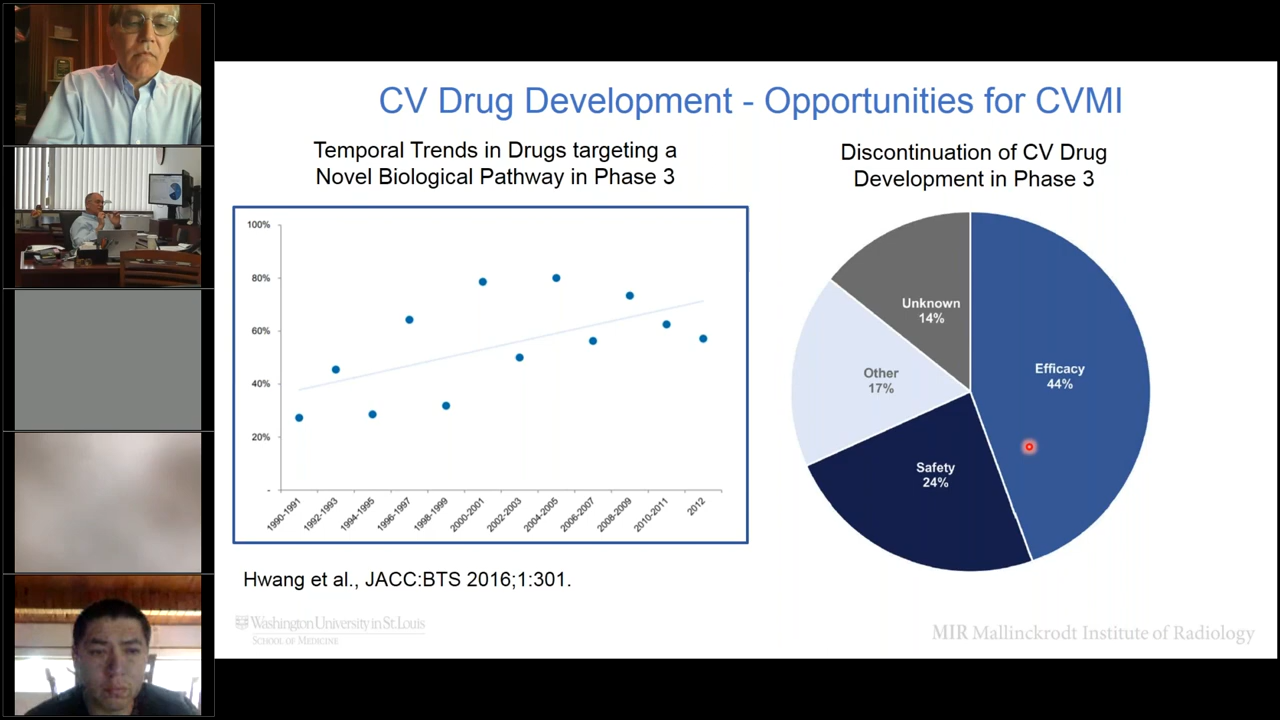 CV Drug Development - Opportunities for CVMI
Temporal Trends in Drugs targeting a
Novel Biological Pathway in Phase 3
100%
80%
60%
40%
20%
-
1990-1991
1992-1993
1994-1995
1996-1997
1998-1999
2000-2001
2002-2003
2004-2005
2006-2007
2008-2009
2010-2011
2012
Discontinuation of CV Drug
Development in Phase 3
Unknown
14%
Efficacy
44%
Other
17%
Safety
24%
Hwang et al., JACC:BTS 2016;1:301.
Washington University in St. Louis
SCHOOL OF MEDICINE
MIR Mallinckrodt Institute of Radiology